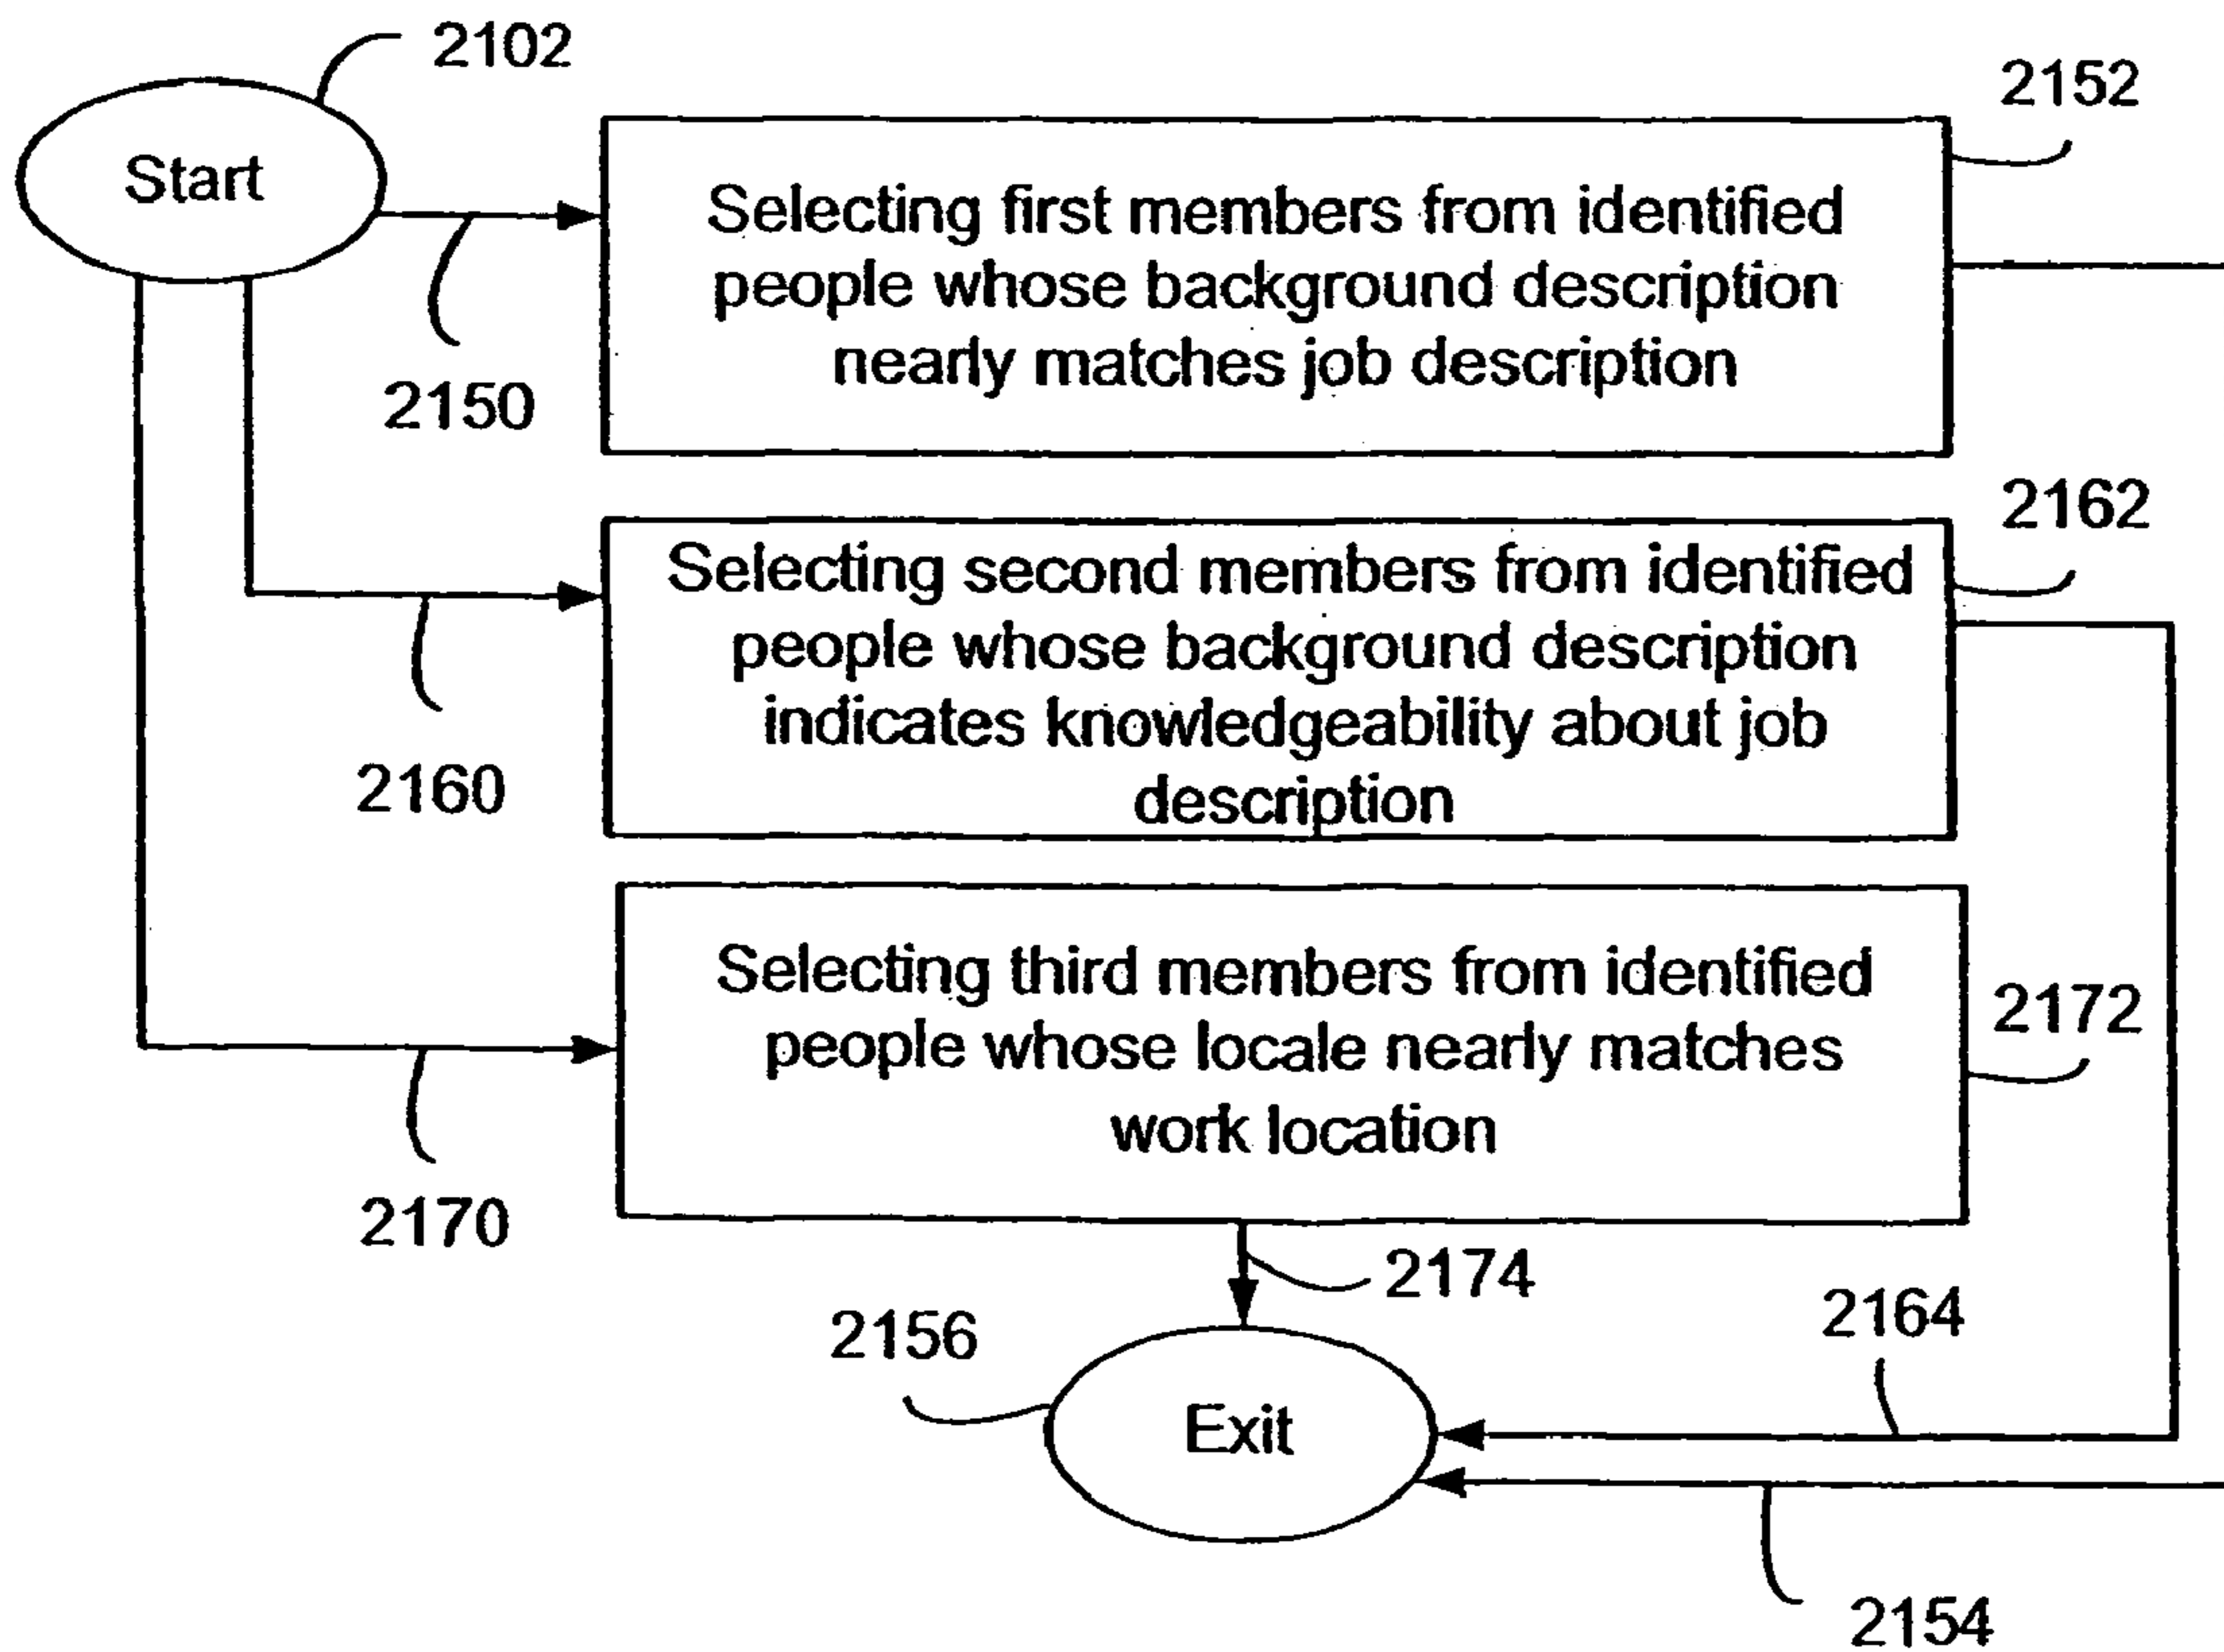 2102
Start
2152
Selecting first members from identified
people whose background description
nearly matches job description
2150
2162
Selecting second members from identified
people whose background description
indicates knowledgeability about job
description
2160
Selecting third members from identified
people whose locale nearly matches
work location
2172
2170
2174
2156
2164
Exit
2154